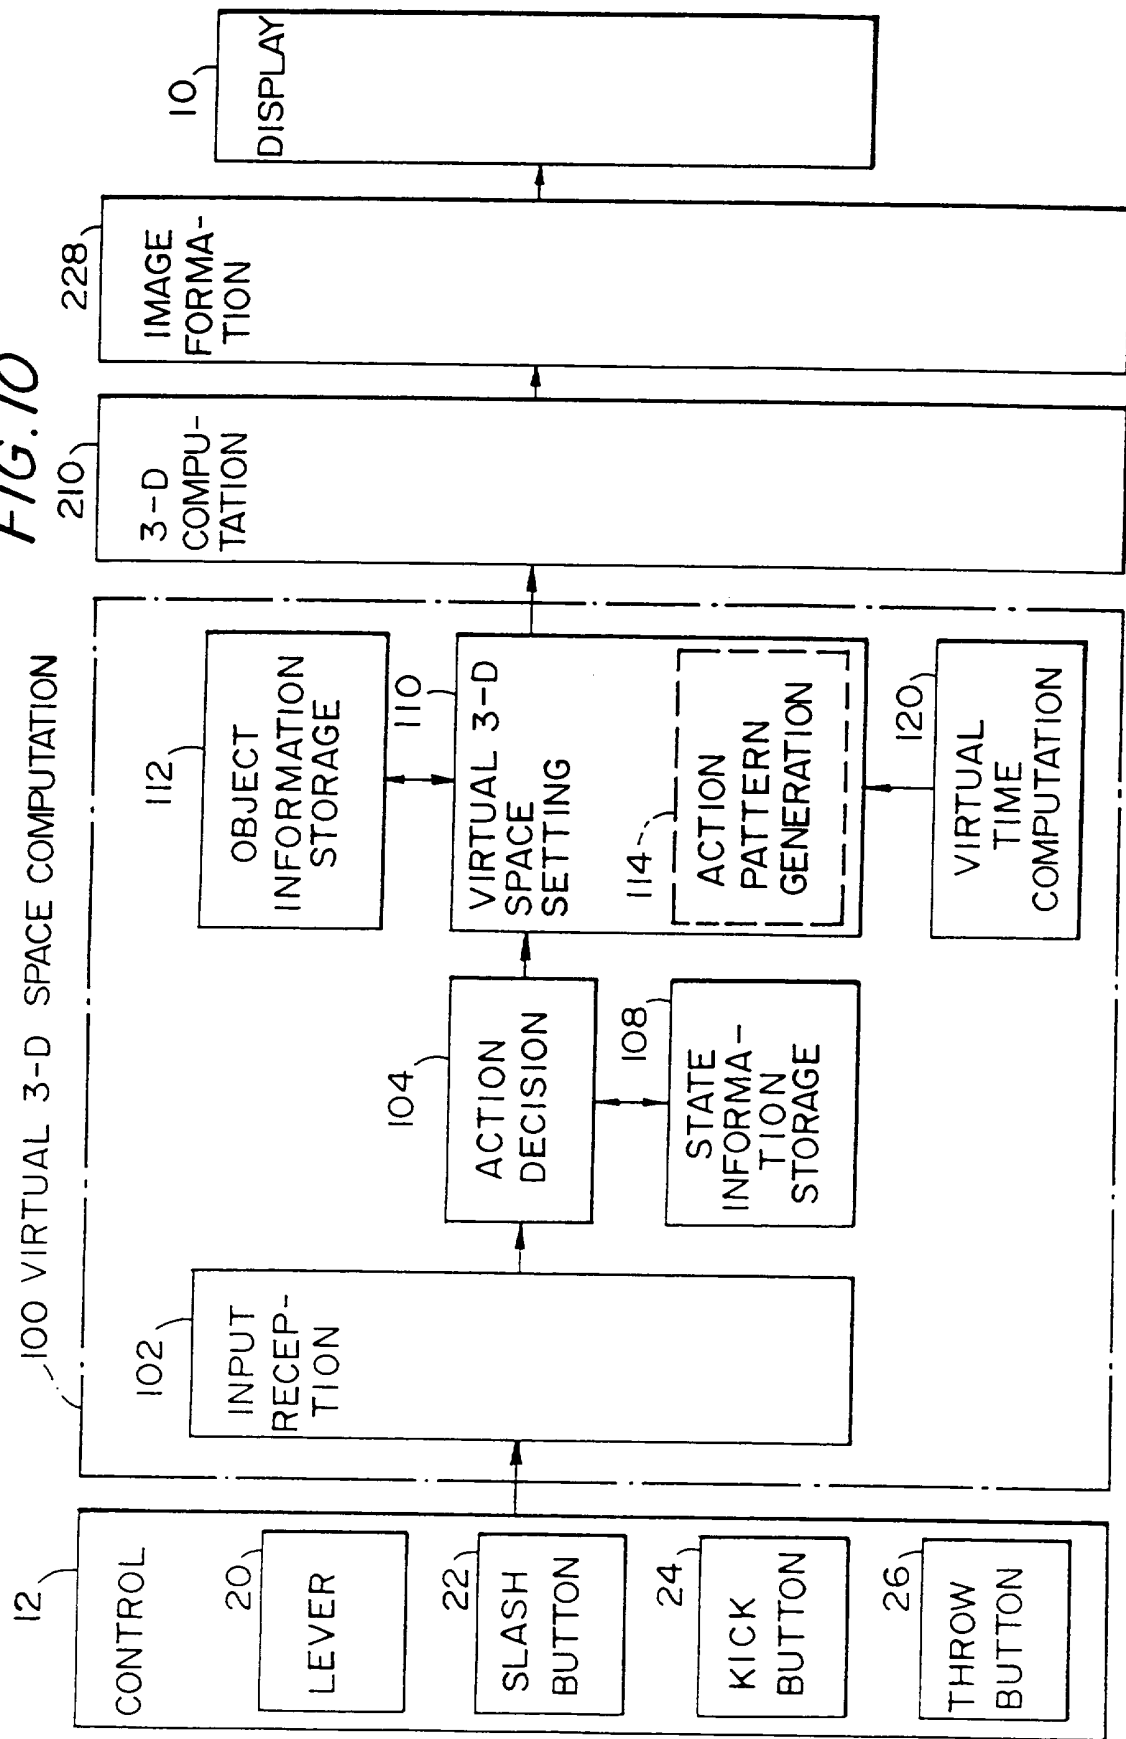 FIG. 10
12
CONTROL
20
LEVER
22
SLASH
BUTTON
24
KICK
BUTTON
26
THROW
BUTTON
100 VIRTUAL 3-D SPACE COMPUTATION
102
INPUT
RECEP-
TION
104
ACTION
DECISION
108
STATE
INFORMA-
TION
STORAGE
112
OBJECT
INFORMATION
STORAGE
110
VIRTUAL 3-D
SPACE
SETTING
114
ACTION
PATTERN
GENERATION
120
VIRTUAL
TIME
COMPUTATION
210
3-D
COMPU-
TATION
228
IMAGE
FORMA-
TION
10
DISPLAY